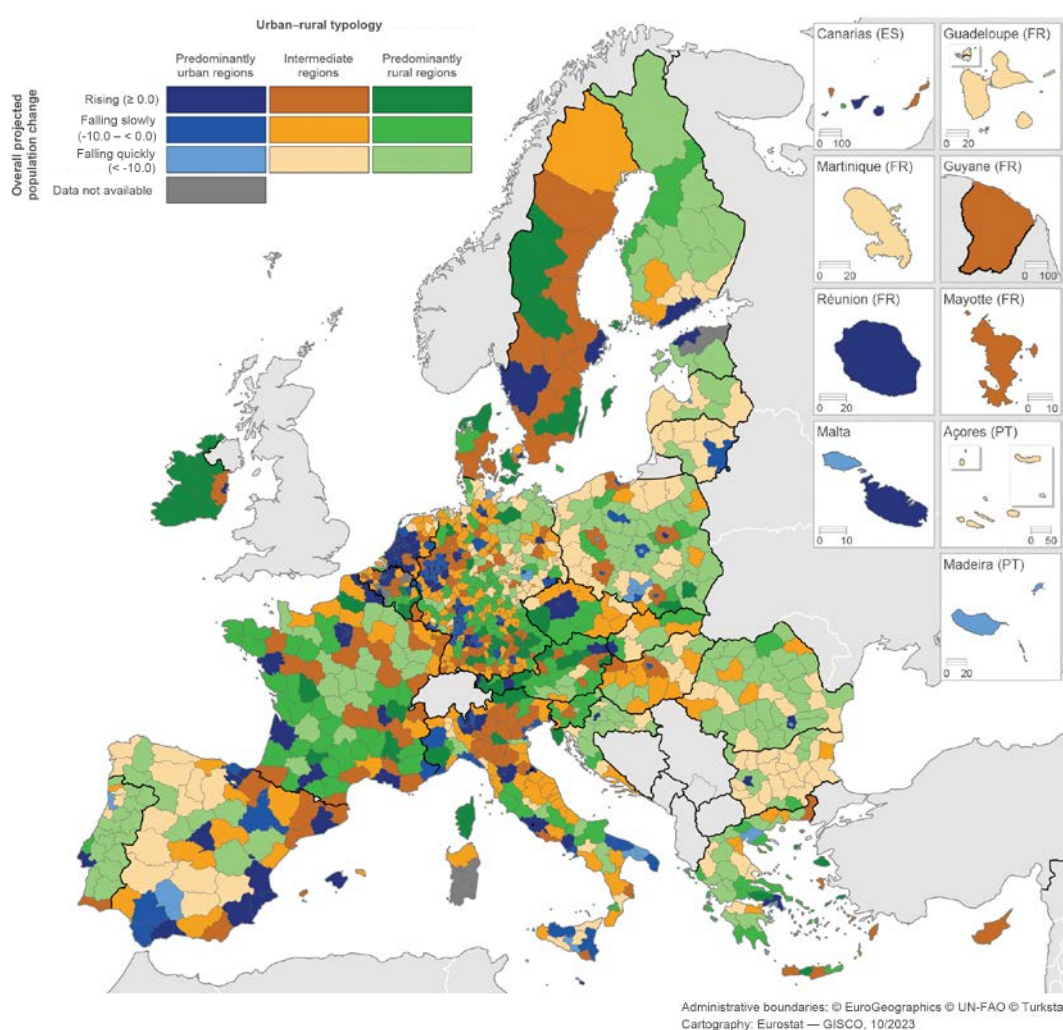 Urban–rural typology
Predominantly
urban regions
Intermediate
regions
Predominantly
rural regions
Overall projected
population change
Rising (≥ 0.0)
Falling slowly
(-10.0 – < 0.0)
Falling quickly
(< -10.0)
Data not available
Canarias (ES)
0 100
Guadeloupe (FR)
0 20
Martinique (FR)
0 20
Guyane (FR)
0 100
Réunion (FR)
0 20
Mayotte (FR)
0 10
Malta
0 10
Açores (PT)
0 50
Madeira (PT)
0 20
Administrative boundaries: © EuroGeographics © UN-FAO © Turksta
Cartography: Eurostat — GISCO, 10/2023